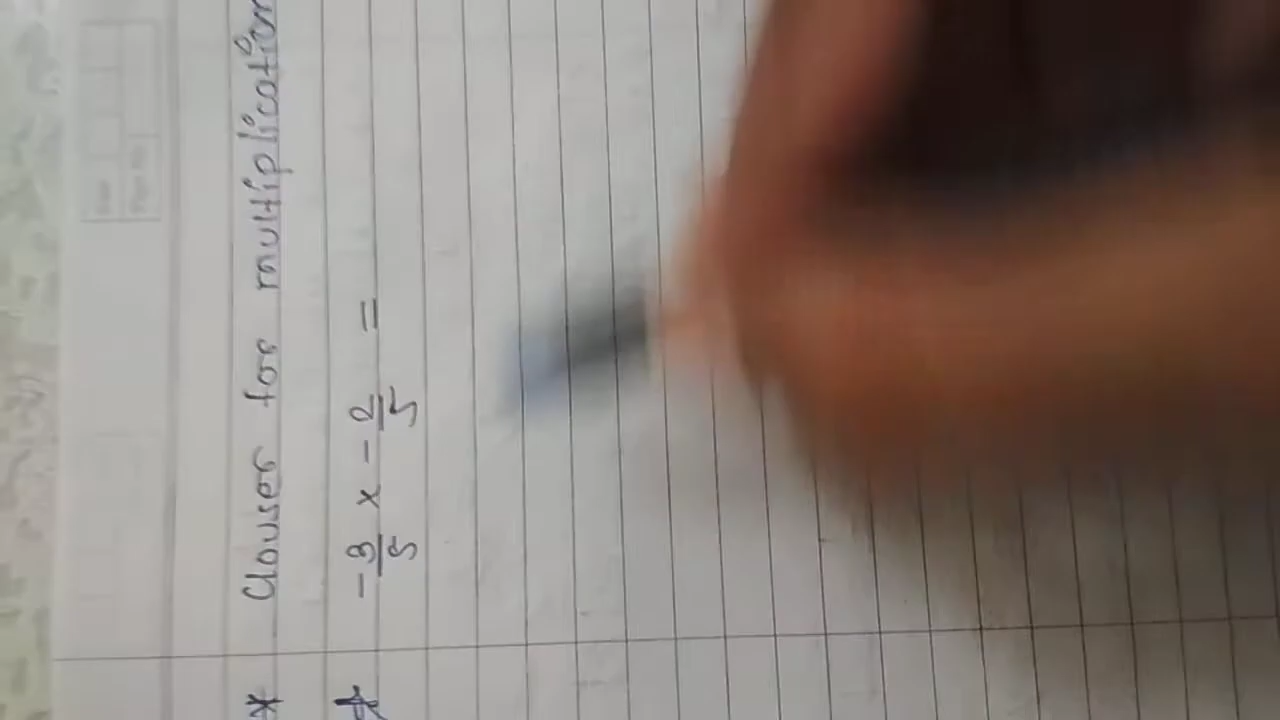 * Clouser for multiplication
* -3/5 x -2/5 =